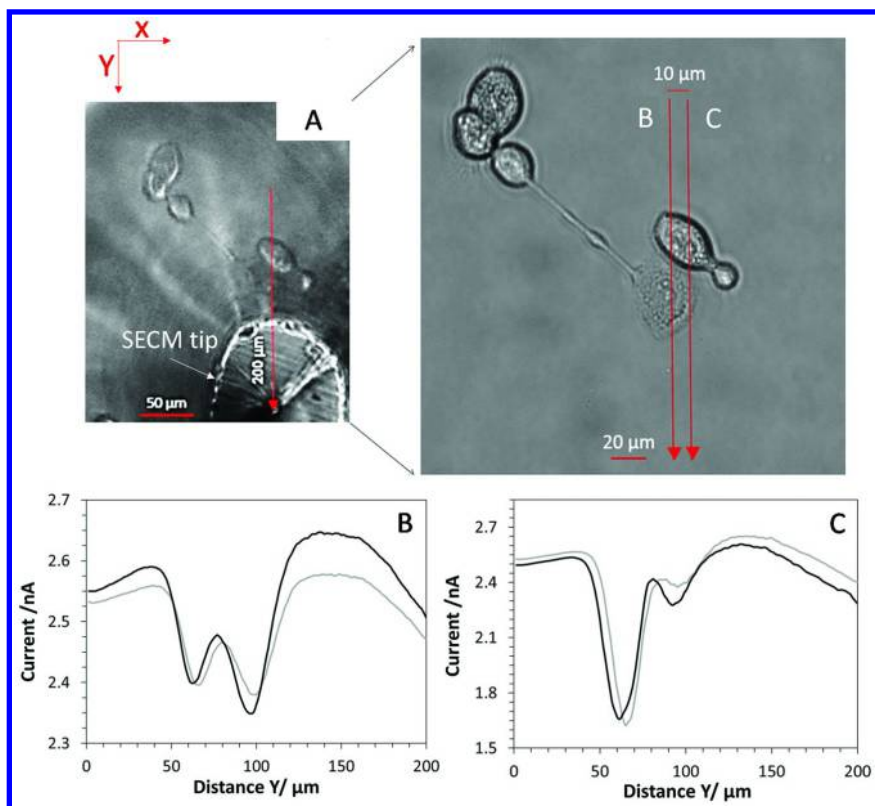 X
Y
A
SECM tip
200 µm
50 µm
10 µm
B C
20 µm
B
2.7
2.6
2.5
2.4
2.3
Current /nA
0 50 100 150 200
Distance Y/ µm
C
2.7
2.4
2.1
1.8
1.5
Current /nA
0 50 100 150 200
Distance Y/ µm